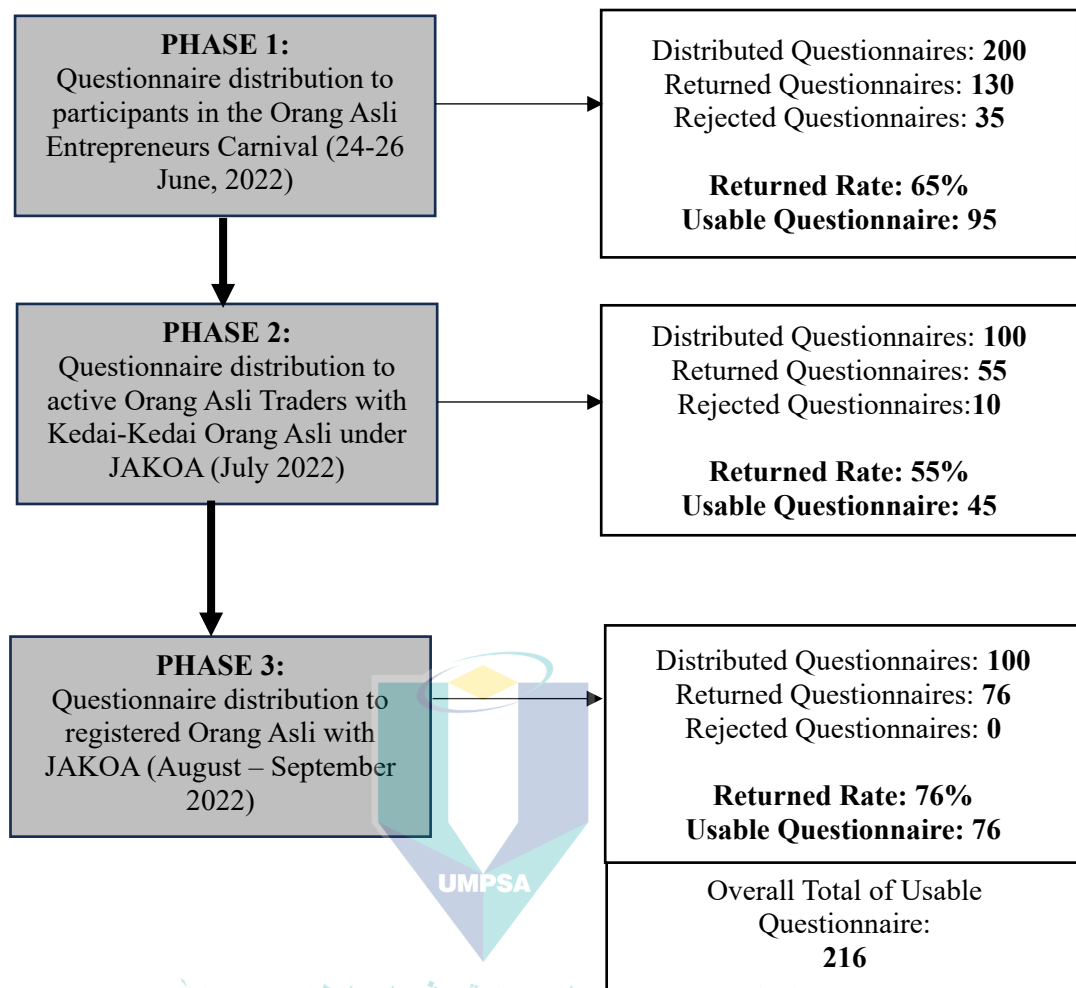 PHASE 1:
Questionnaire distribution to
participants in the Orang Asli
Entrepreneurs Carnival (24-26
June, 2022)
Distributed Questionnaires: 200
Returned Questionnaires: 130
Rejected Questionnaires: 35
Returned Rate: 65%
Usable Questionnaire: 95
PHASE 2:
Questionnaire distribution to
active Orang Asli Traders with
Kedai-Kedai Orang Asli under
JAKOA (July 2022)
Distributed Questionnaires: 100
Returned Questionnaires: 55
Rejected Questionnaires:10
Returned Rate: 55%
Usable Questionnaire: 45
PHASE 3:
Questionnaire distribution to
registered Orang Asli with
JAKOA (August – September
2022)
Distributed Questionnaires: 100
Returned Questionnaires: 76
Rejected Questionnaires: 0
Returned Rate: 76%
Usable Questionnaire: 76
UMPSA
Overall Total of Usable
Questionnaire:
216